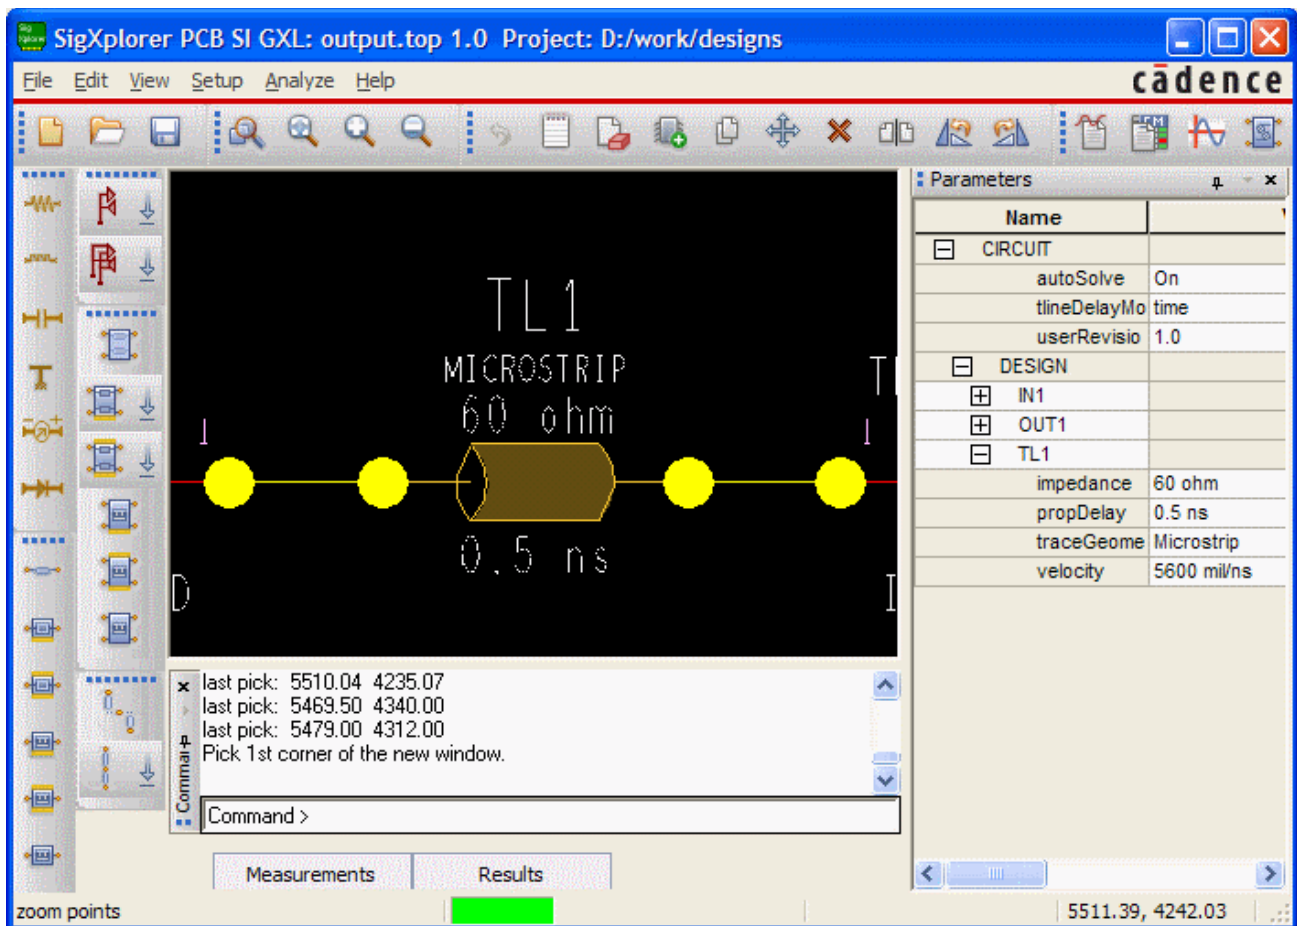 SigXplorer PCB SI GXL: output.top 1.0 Project: D:/work/designs
File Edit View Setup Analyze Help
cādence
Parameters
Name
CIRCUIT
autoSolve On
tlineDelayMo time
userRevisio 1.0
DESIGN
IN1
OUT1
TL1
impedance 60 ohm
propDelay 0.5 ns
traceGeome Microstrip
velocity 5600 mil/ns
TL1
MICROSTRIP
60 ohm
0.5 ns
D
I
last pick: 5510.04 4235.07
last pick: 5469.50 4340.00
last pick: 5479.00 4312.00
Pick 1st corner of the new window.
Command >
Measurements Results
zoom points
5511.39, 4242.03